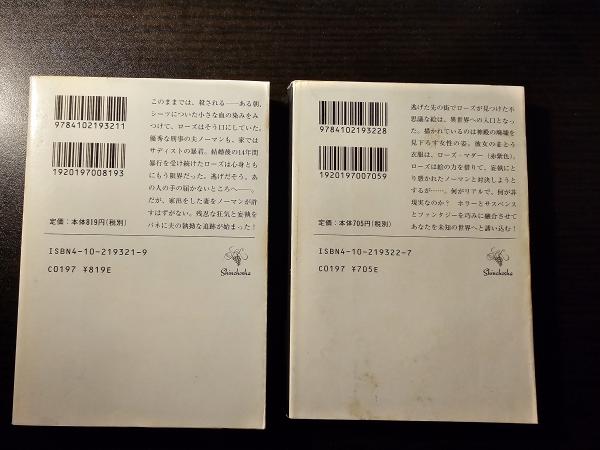 9784102193211
1920197008193
定価：本体819円（税別）
このままでは、殺される――ある朝、
シーツについた小さな血の染みをみ
つけて、ローズはそう口にしていた。
優秀な刑事の夫ノーマンも、家では
サディストの暴君。結婚後の14年間
暴行を受け続けたローズは心身とも
にもう限界だった。逃げだそう。あ
の人の手の届かないところへ――。
だが、家出をした妻をノーマンが許
すはずがない。残忍な狂気と妄執を
バネに夫の執拗な追跡が始まった！
ISBN4-10-219321-9
C0197 ¥819E
Shinchosha
9784102193228
1920197007059
定価：本体705円（税別）
逃げた先の街でローズが見つけた不
思議な絵は、異世界への入口となっ
た。描かれているのは神殿の廃墟を
見下ろす女性の姿。彼女の まとう
衣服は、ローズ・マダー（赤紫色）。
ローズは絵の力を借りて、妄執にと
り憑かれたノーマンと対決しようと
するが……。何がリアルで、何が非
現実なのか？ ホラーとサスペンス
とファンタジーを巧みに融合させて
あなたを未知の世界へと誘い込む！
ISBN4-10-219322-7
C0197 ¥705E
Shinchosha